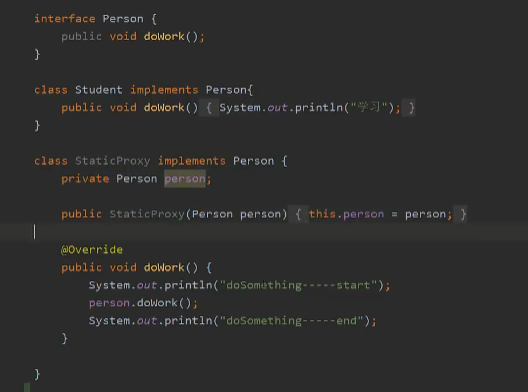 interface Person {
public void doWork();
}
class Student implements Person{
public void doWork() { System.out.println("学习"); }
}
class StaticProxy implements Person {
private Person person;
public StaticProxy(Person person) { this.person = person; }
@Override
public void doWork() {
System.out.println("doSomething-----start");
person.doWork();
System.out.println("doSomething-----end");
}
}